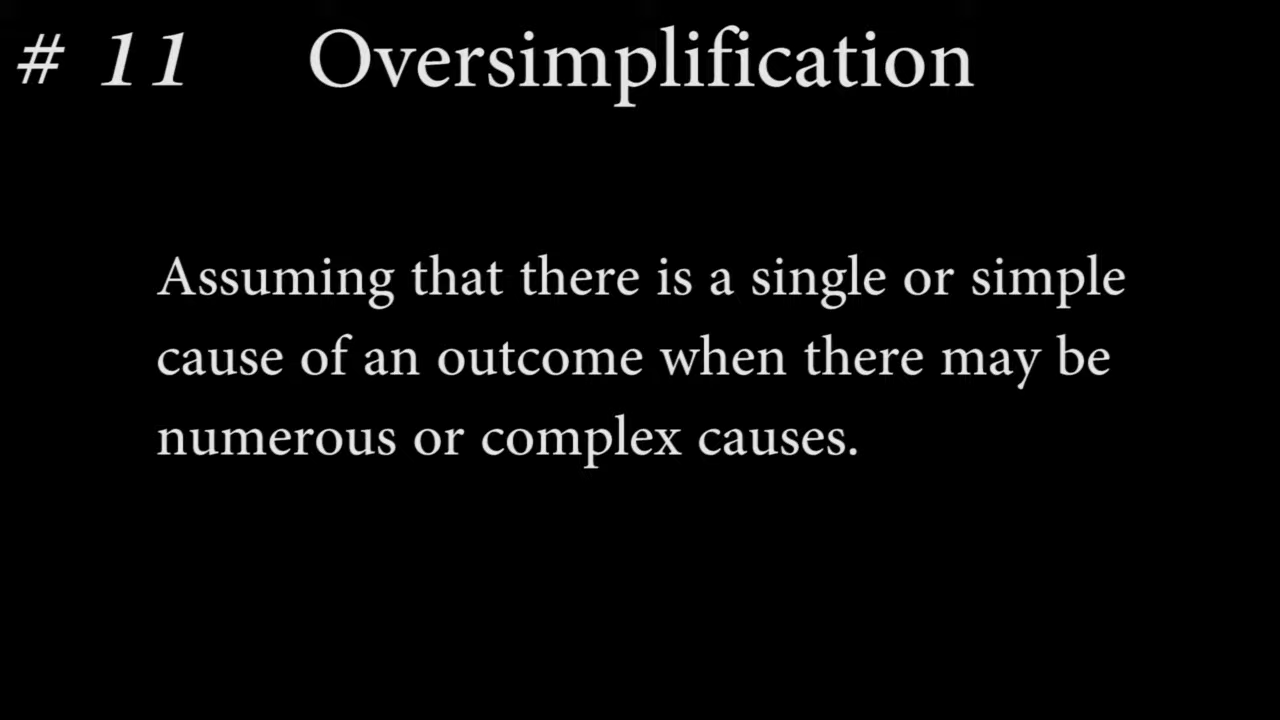 # 11 Oversimplification
Assuming that there is a single or simple
cause of an outcome when there may be
numerous or complex causes.